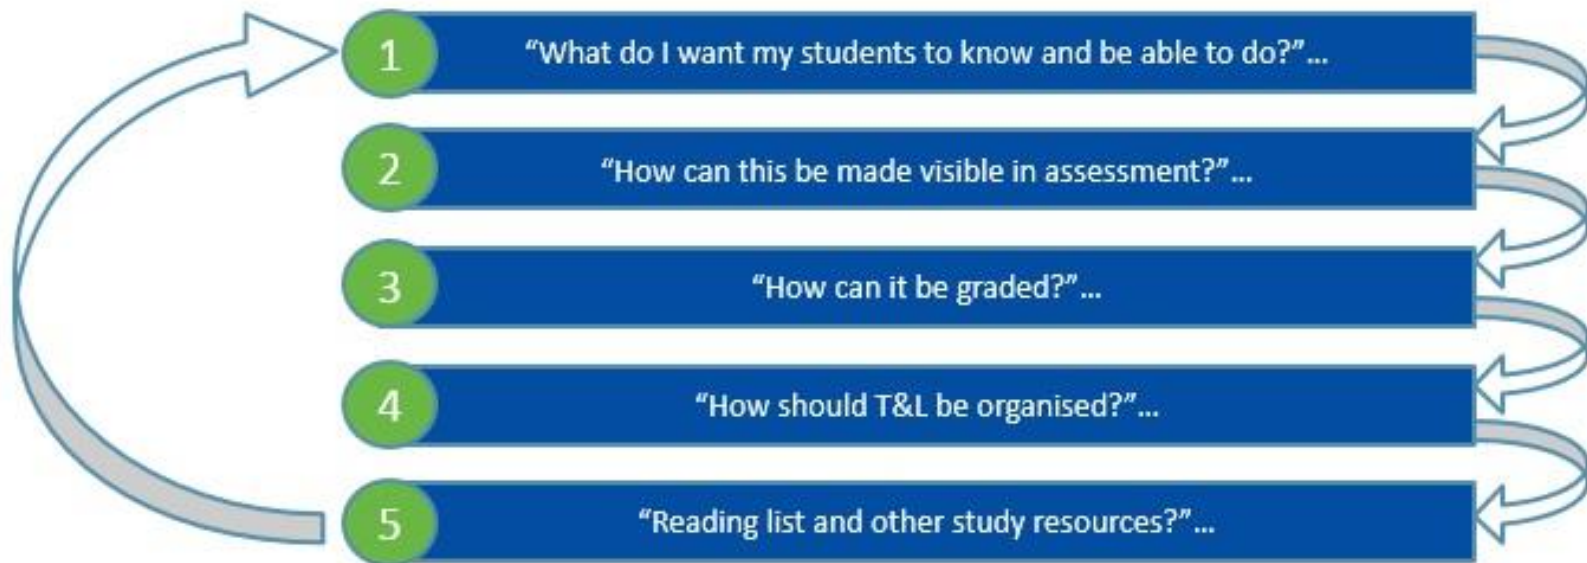 1 “What do I want my students to know and be able to do?”...
2 “How can this be made visible in assessment?”...
3 “How can it be graded?”...
4 “How should T&L be organised?”...
5 “Reading list and other study resources?”...